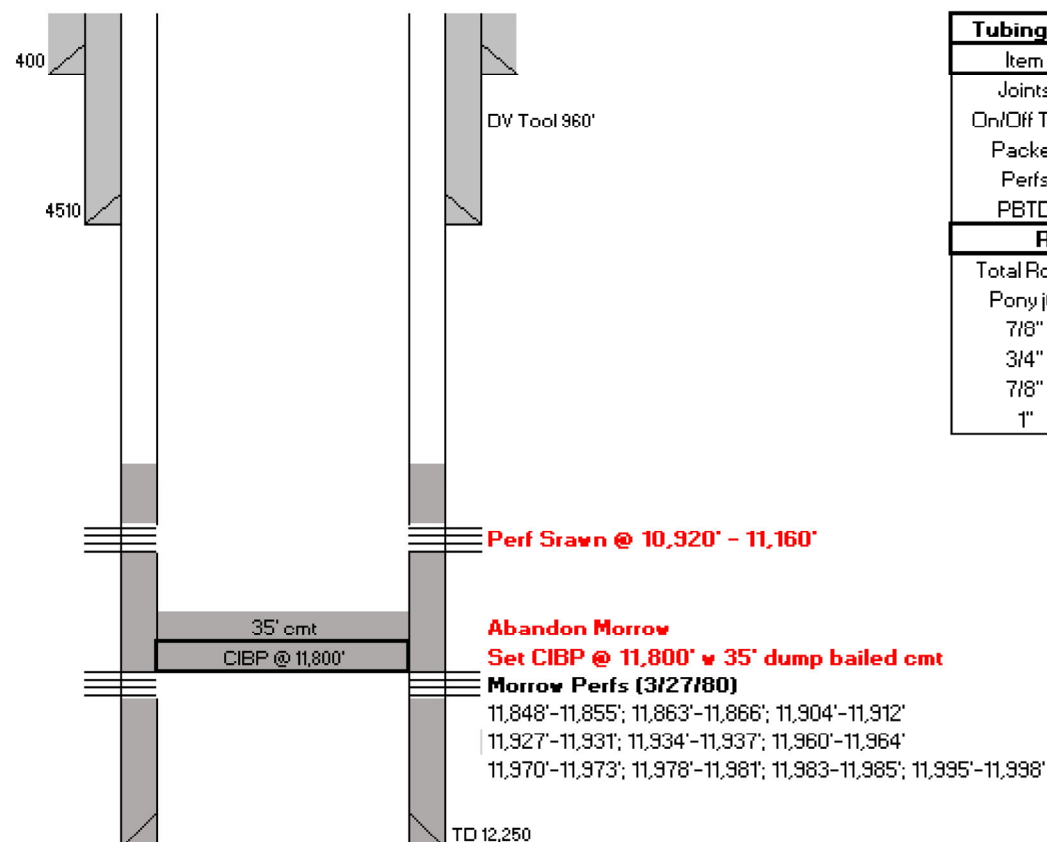 400
DV Tool 960'
4510
Perf Srawn @ 10,920' - 11,160'
35' cmt
CIBP @ 11,800'
Abandon Morrow
Set CIBP @ 11,800' w 35' dump bailed cmt
Morrow Perfs (3/27/80)
11,848'-11,855'; 11,863'-11,866'; 11,904'-11,912'
11,927'-11,931'; 11,934'-11,937'; 11,960'-11,964'
11,970'-11,973'; 11,978'-11,981'; 11,983-11,985'; 11,995'-11,998'
TD 12,250
Tubing
Item
Joints
On/Off T
Packe
Perfs
PBTD
R
Total Ro
Pony j
7/8"
3/4"
7/8"
1"